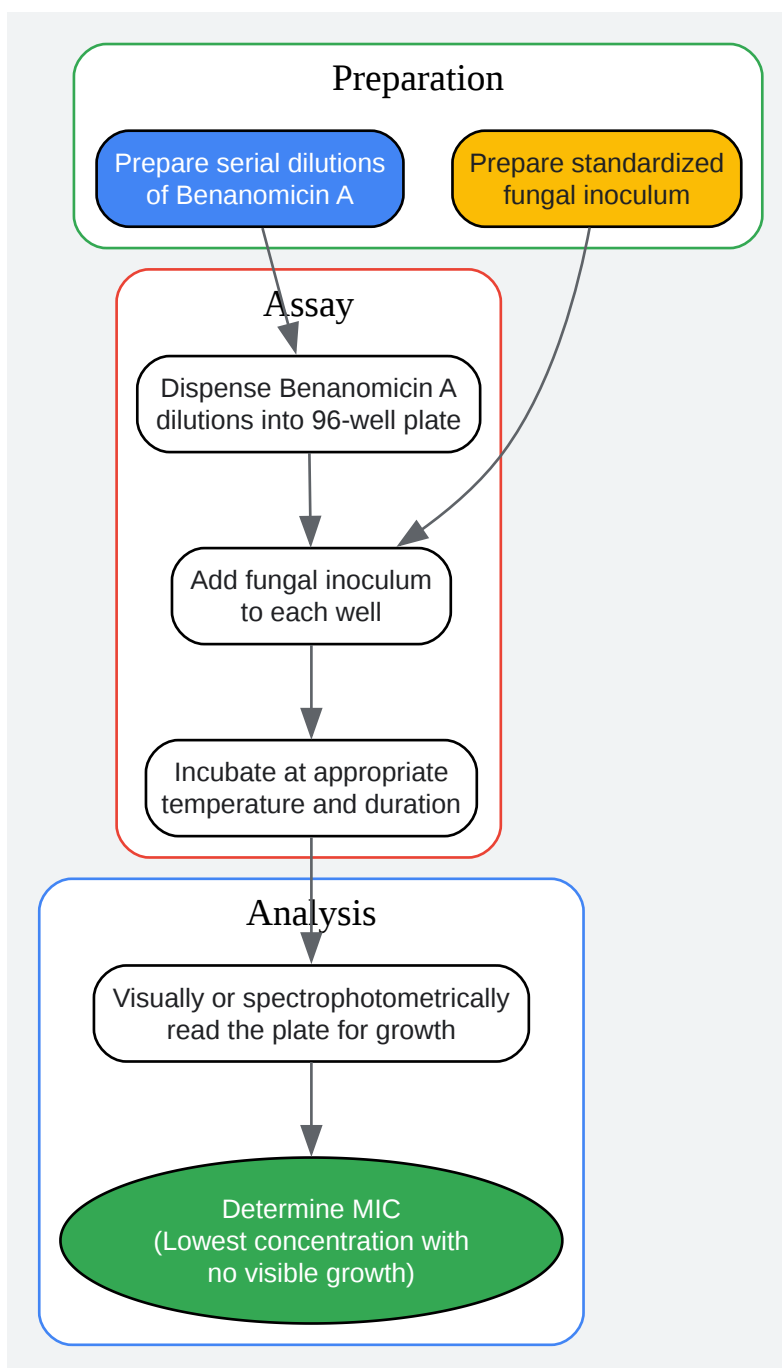 Preparation
Prepare serial dilutions
of Benanomicin A
Prepare standardized
fungal inoculum
Assay
Dispense Benanomicin A
dilutions into 96-well plate
Add fungal inoculum
to each well
Incubate at appropriate
temperature and duration
Analysis
Visually or spectrophotometrically
read the plate for growth
Determine MIC
(Lowest concentration with
no visible growth)